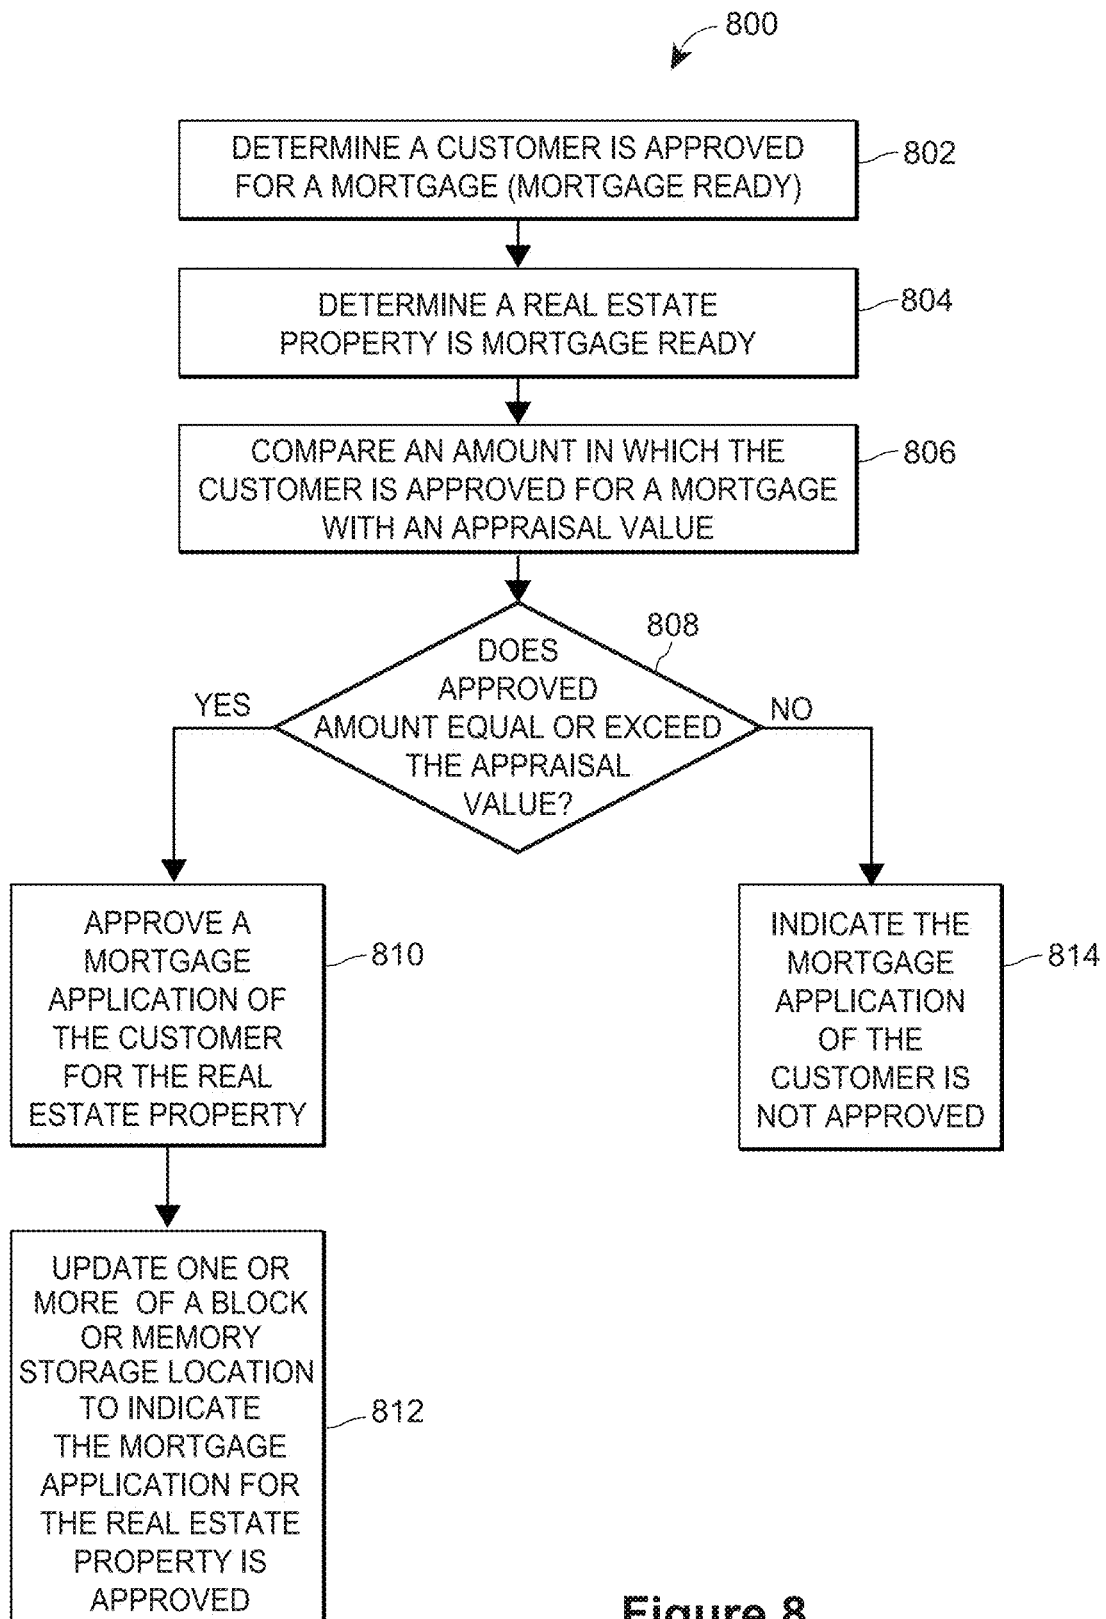 800
DETERMINE A CUSTOMER IS APPROVED
FOR A MORTGAGE (MORTGAGE READY)
802
DETERMINE A REAL ESTATE
PROPERTY IS MORTGAGE READY
804
COMPARE AN AMOUNT IN WHICH THE
CUSTOMER IS APPROVED FOR A MORTGAGE
WITH AN APPRAISAL VALUE
806
DOES
APPROVED
AMOUNT EQUAL OR EXCEED
THE APPRAISAL
VALUE?
808
YES
NO
APPROVE A
MORTGAGE
APPLICATION OF
THE CUSTOMER
FOR THE REAL
ESTATE PROPERTY
810
INDICATE THE
MORTGAGE
APPLICATION
OF THE
CUSTOMER IS
NOT APPROVED
814
UPDATE ONE OR
MORE OF A BLOCK
OR MEMORY
STORAGE LOCATION
TO INDICATE
THE MORTGAGE
APPLICATION FOR
THE REAL ESTATE
PROPERTY IS
APPROVED
812
Figure 8